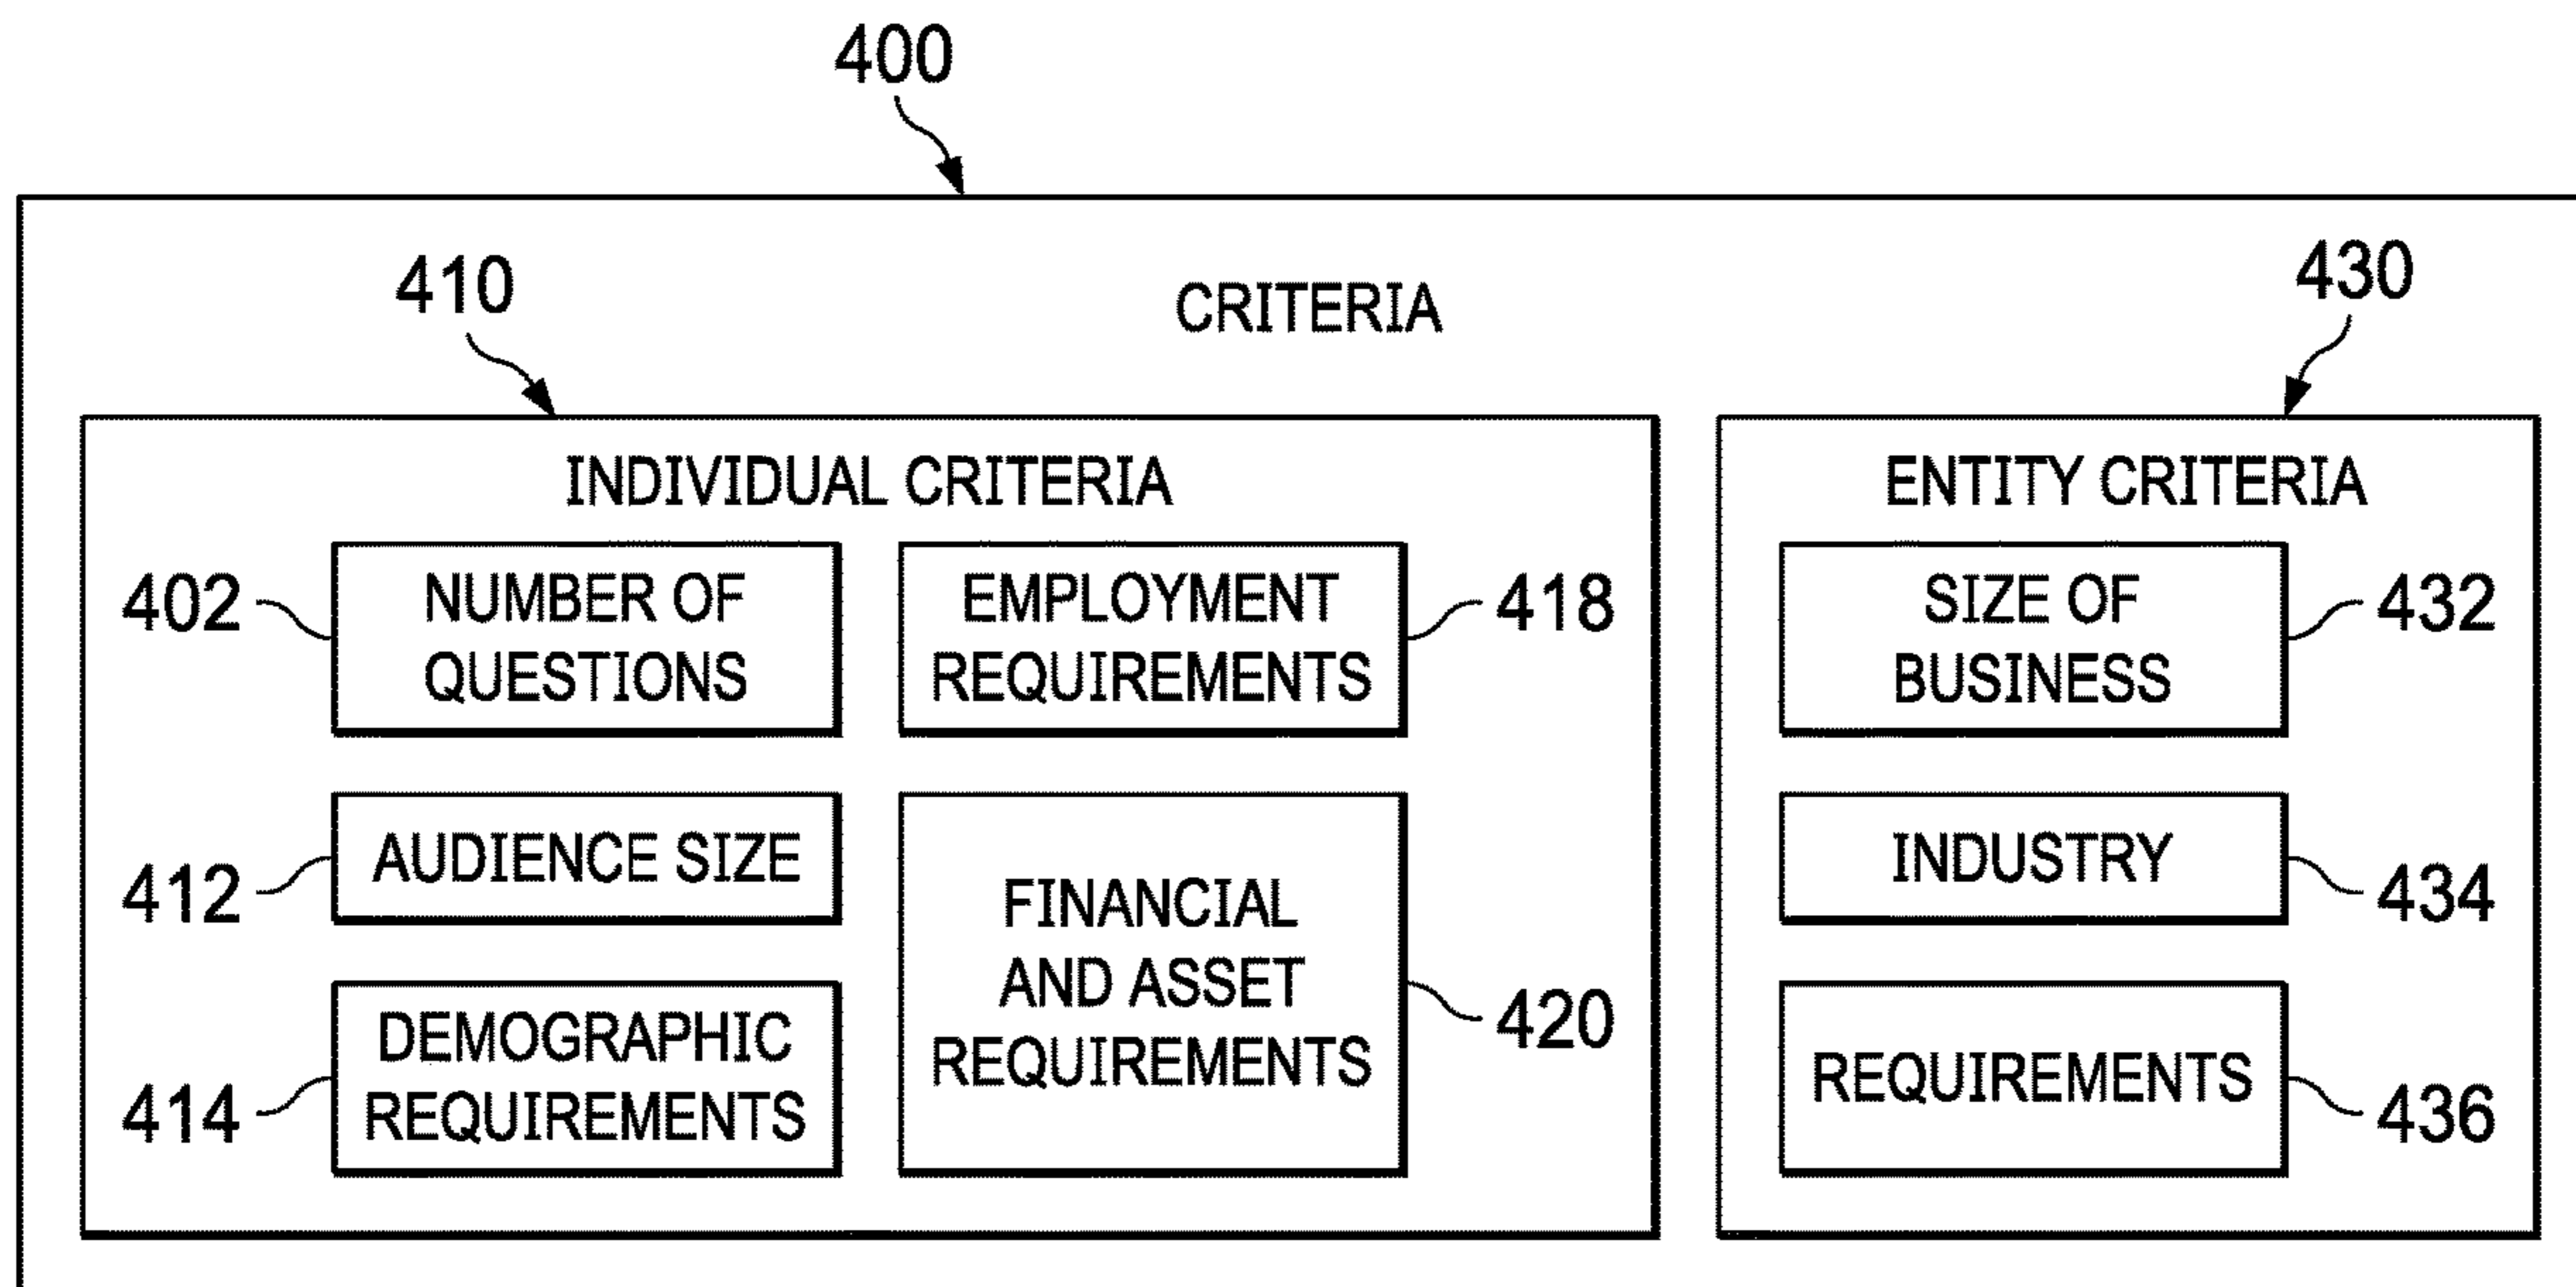 400
410
CRITERIA
430
INDIVIDUAL CRITERIA
402
NUMBER OF
QUESTIONS
EMPLOYMENT
REQUIREMENTS
418
412
AUDIENCE SIZE
414
DEMOGRAPHIC
REQUIREMENTS
FINANCIAL
AND ASSET
REQUIREMENTS
420
ENTITY CRITERIA
SIZE OF
BUSINESS
432
INDUSTRY
434
REQUIREMENTS
436